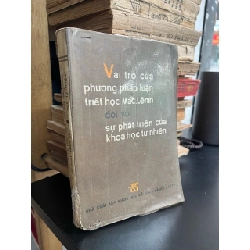 Vai trò của
phương pháp luận
triết học Mác Lênin
đối với
sự phát triển của
khoa học tự nhiên